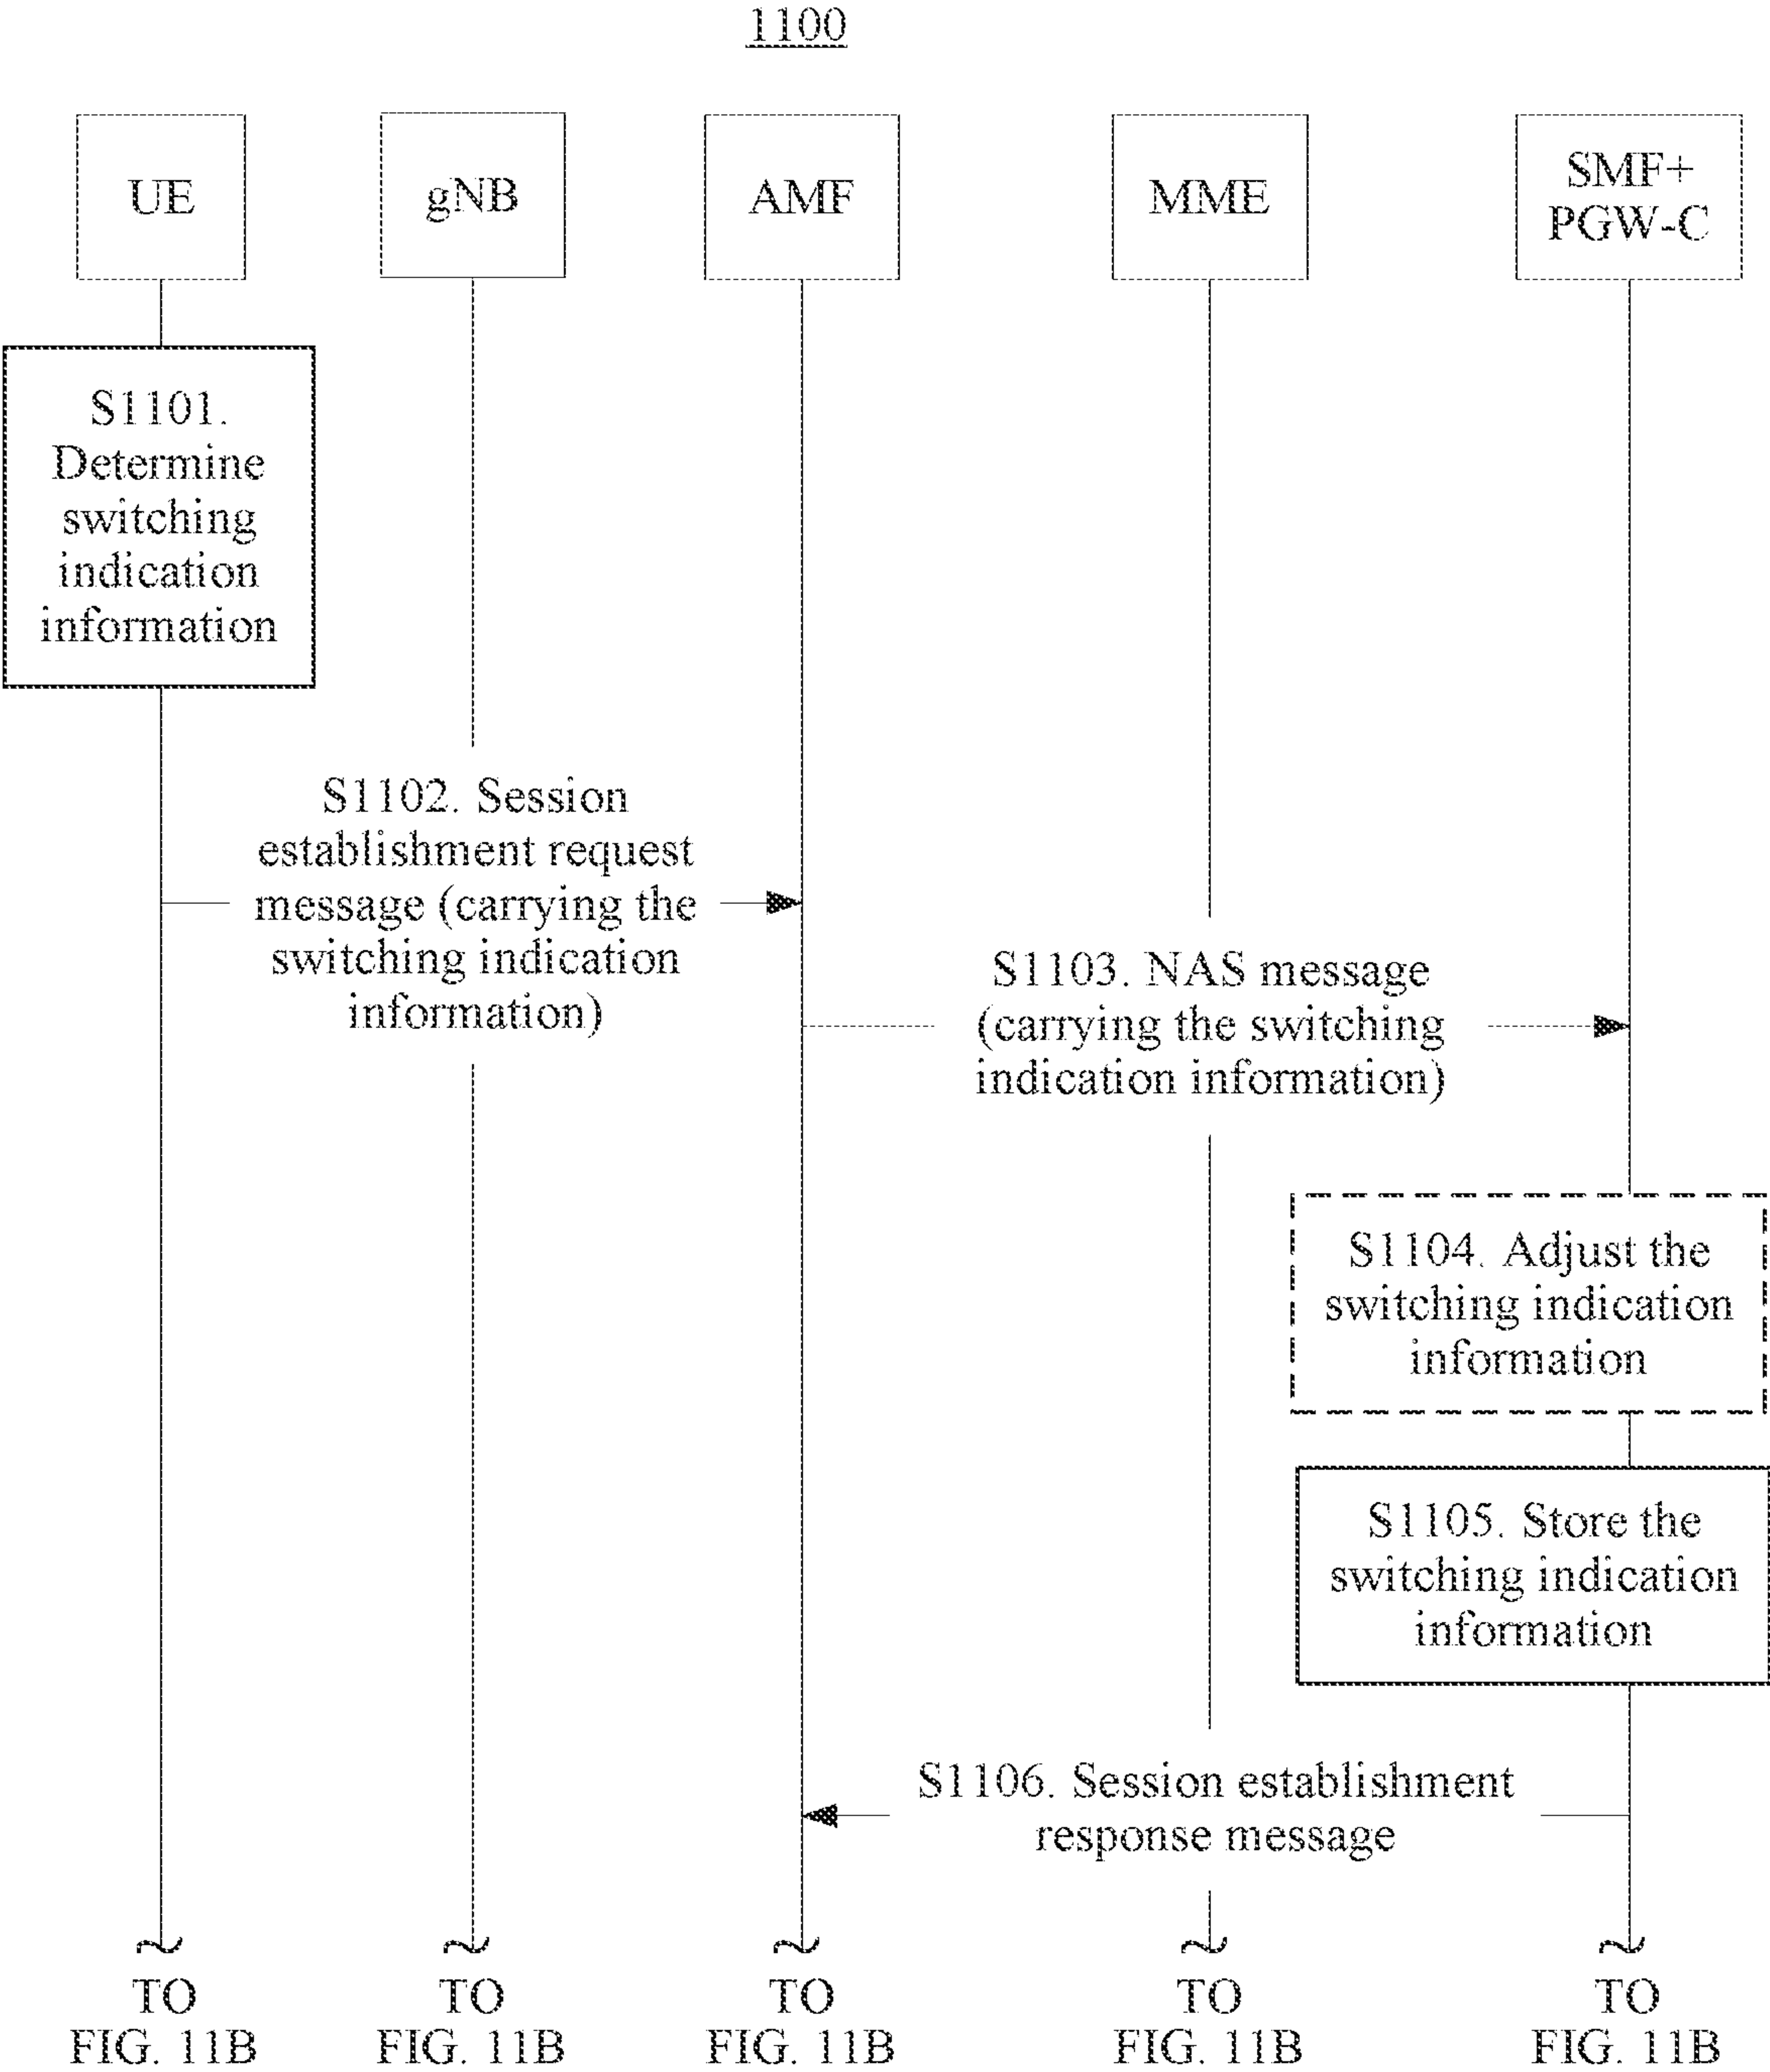 1100
UE
gNB
AMF
MME
SMF+
PGW-C
S1101.
Determine
switching
indication
information
S1102. Session
establishment request
message (carrying the
switching indication
information)
S1103. NAS message
(carrying the switching
indication information)
S1104. Adjust the
switching indication
information
S1105. Store the
switching indication
information
S1106. Session establishment
response message
TO
FIG. 11B
TO
FIG. 11B
TO
FIG. 11B
TO
FIG. 11B
TO
FIG. 11B